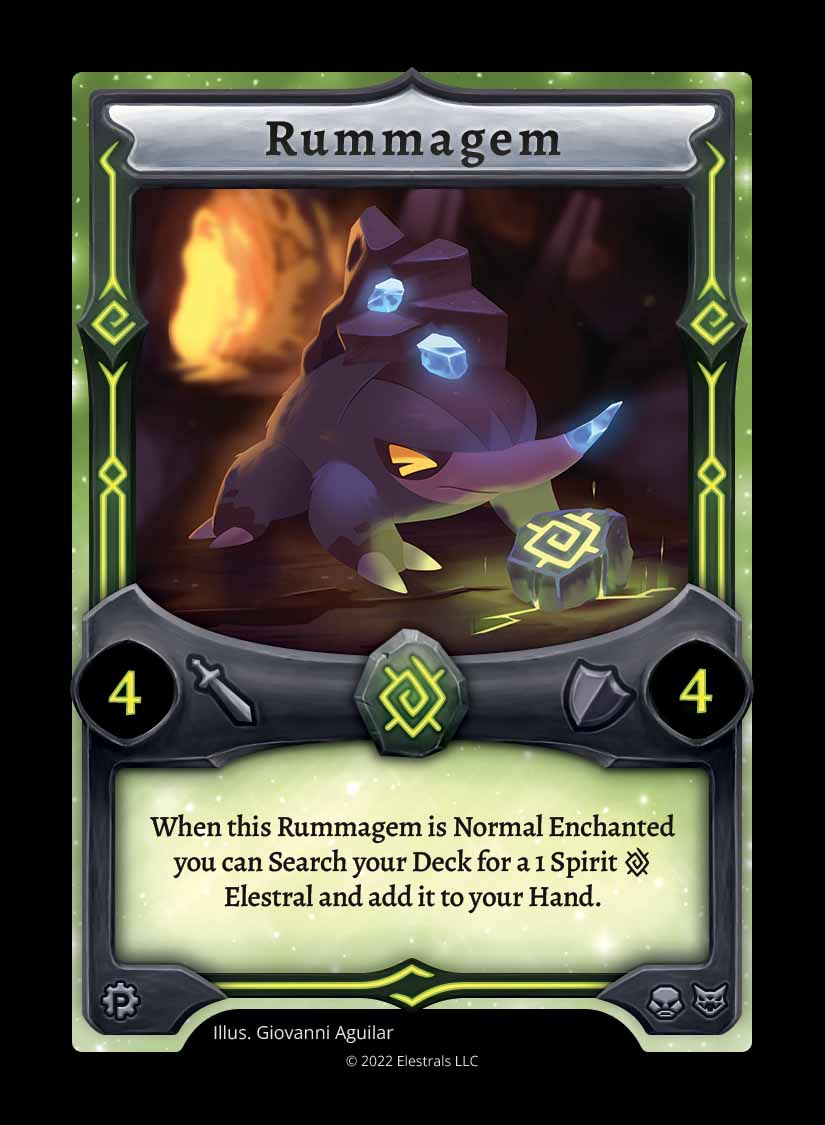 Rummagem
4
4
When this Rummagem is Normal Enchanted
you can Search your Deck for a 1 Spirit
Elestral and add it to your Hand.
P
Illus. Giovanni Aguilar
© 2022 Elestrals LLC